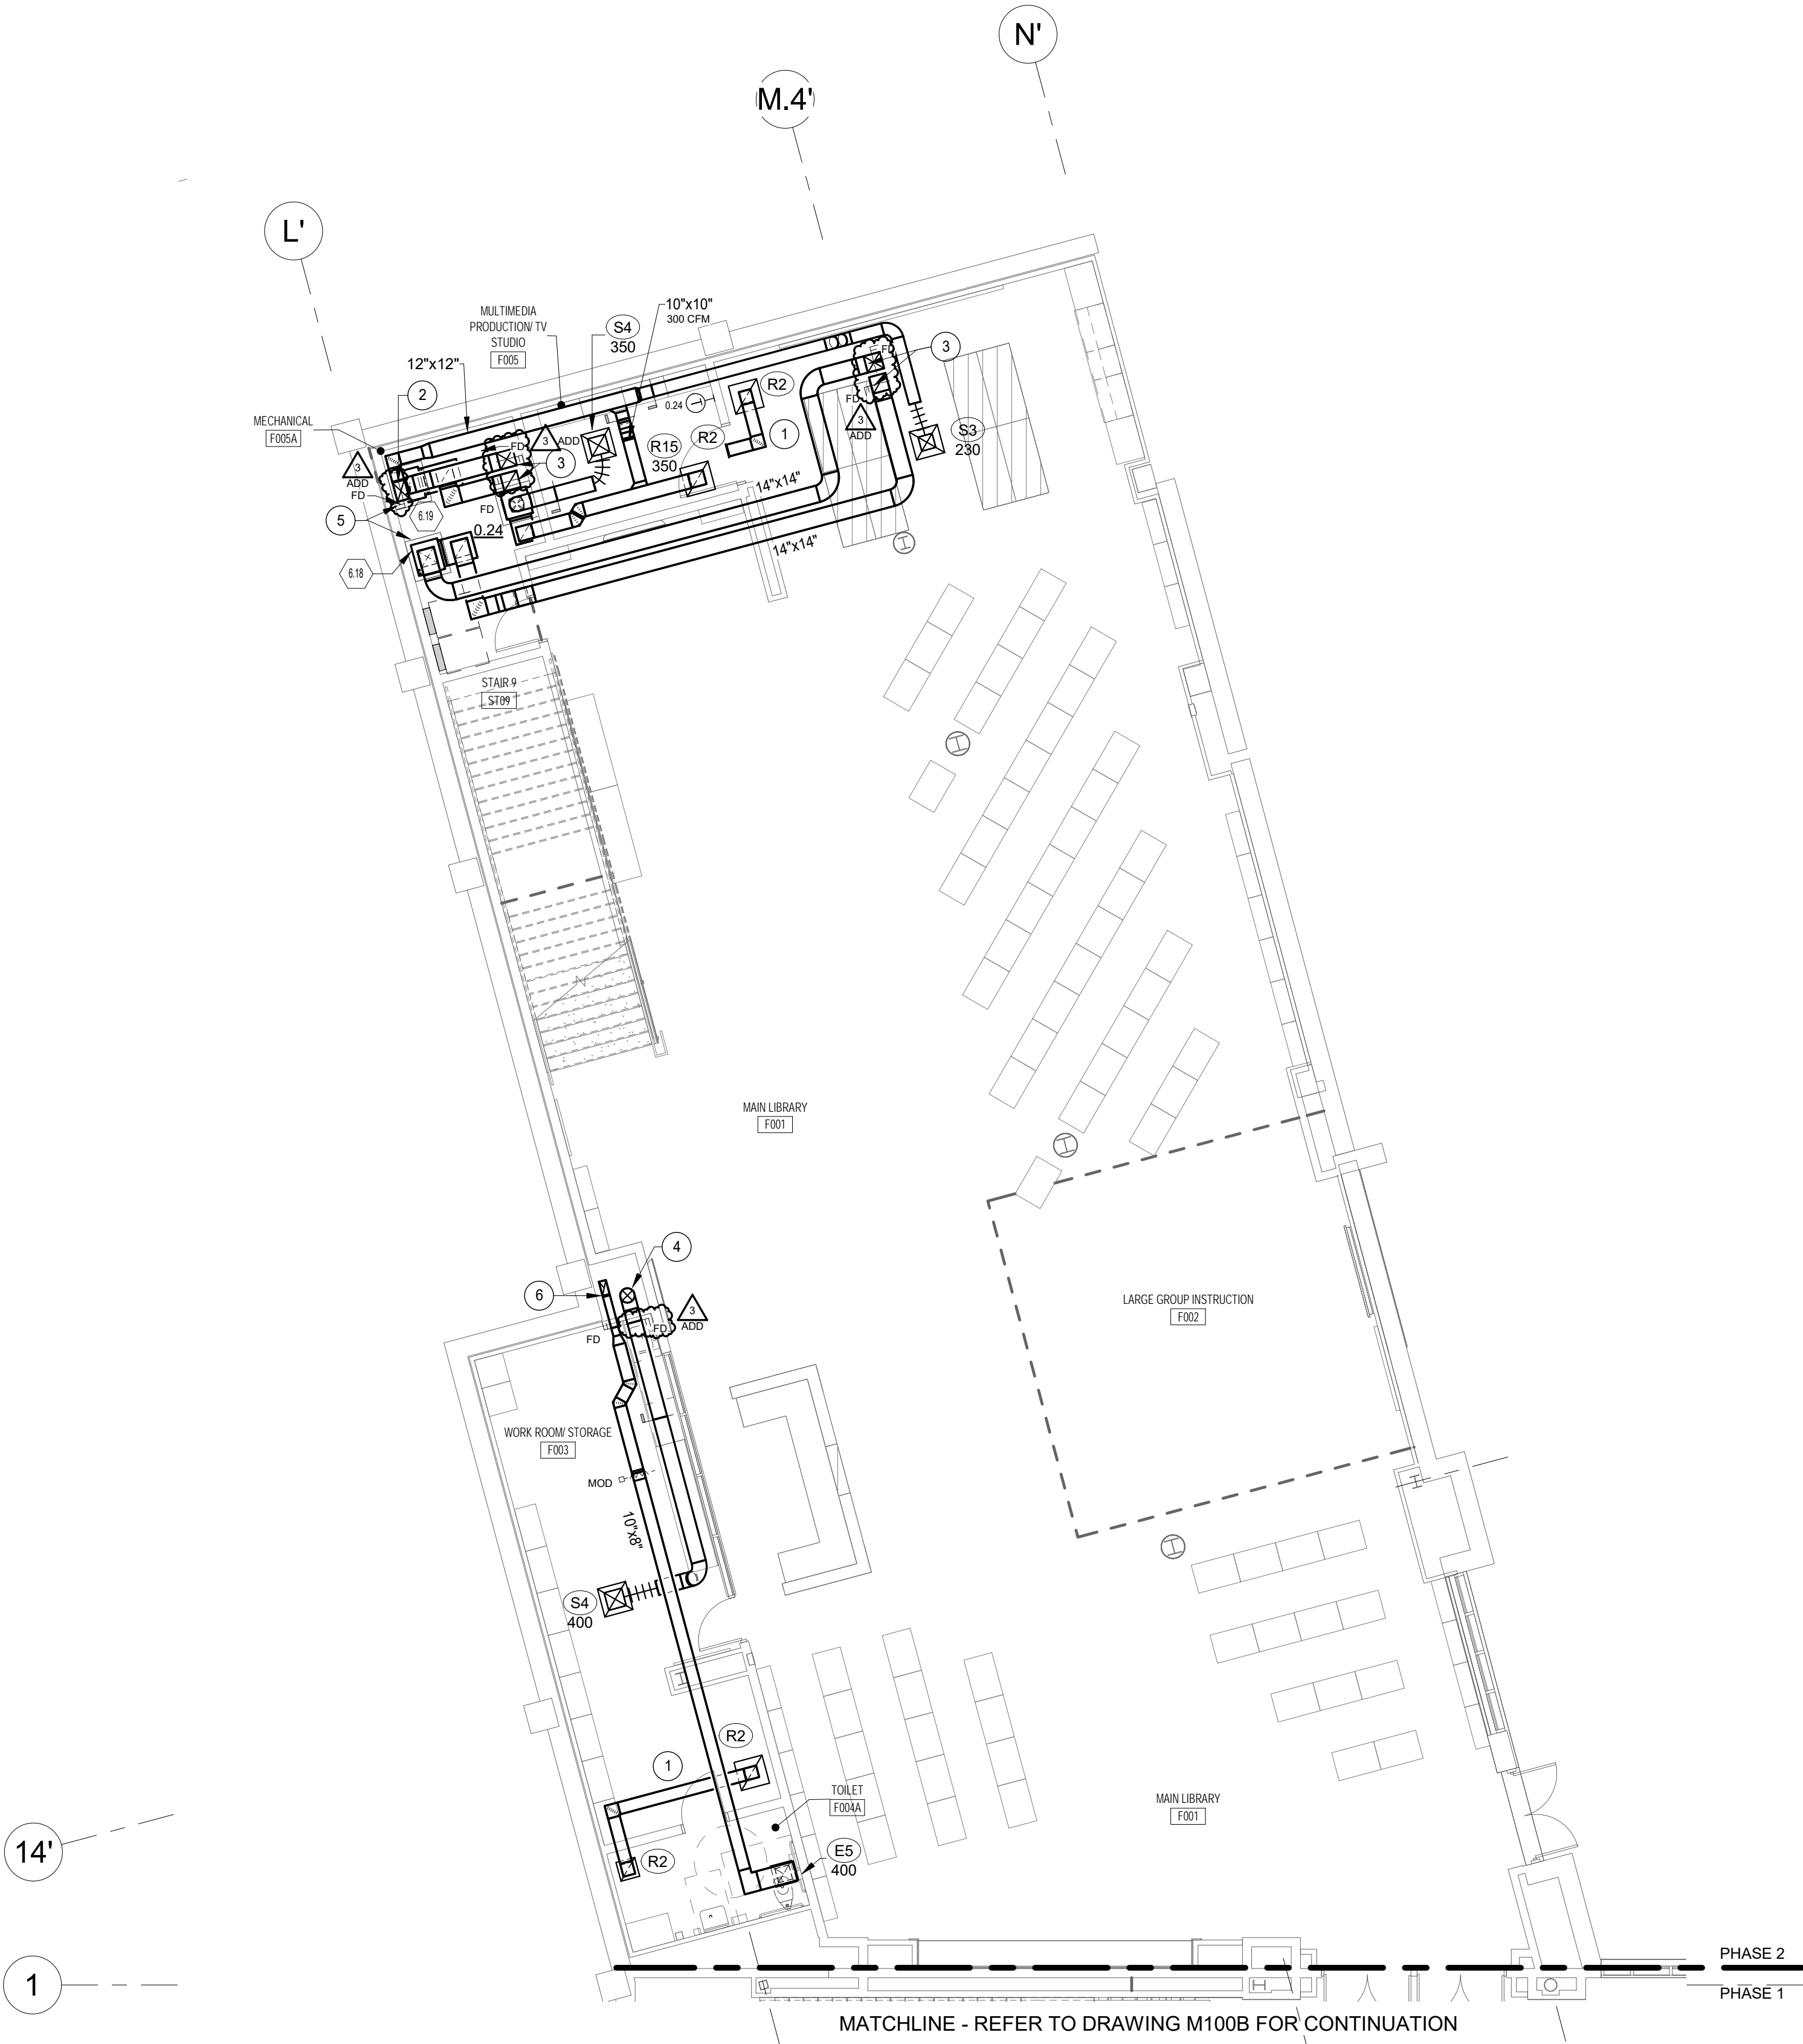 N'
M.4'
L'
MULTIMEDIA
PRODUCTION/ TV
STUDIO
F005
10"x10"
300 CFM
S4
350
12"x12"
2
MECHANICAL
F005A
3
ADD
FD
5
6.19
6.18
0.24
FD
3
ADD
3
FD
R15
350
R2
0.24
T
R2
1
FD
3
FD
3
ADD
S3
230
14"x14"
14"x14"
STAIR 9
ST09
MAIN LIBRARY
F001
4
6
3
ADD
FD
FD
LARGE GROUP INSTRUCTION
F002
WORK ROOM/ STORAGE
F003
MOD
10"x8"
S4
400
R2
1
TOILET
F004A
MAIN LIBRARY
F001
R2
E5
400
14'
1
PHASE 2
PHASE 1
MATCHLINE - REFER TO DRAWING M100B FOR CONTINUATION